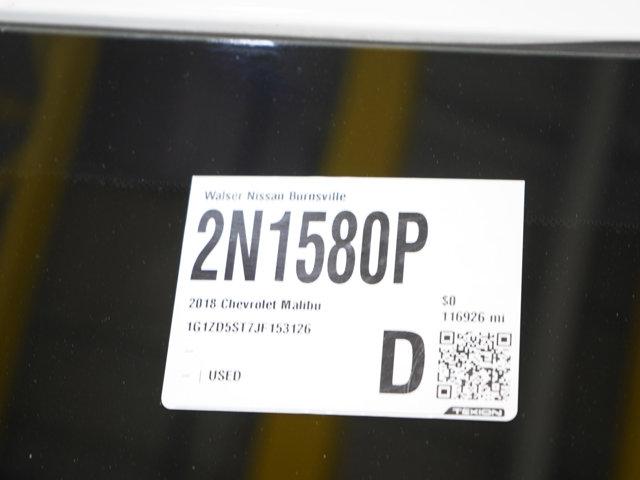 Walser Nissan Burnsville
2N1580P
2018 Chevrolet Malibu
$0
116926 mi
1G1ZD5ST7JF153126
D
USED
TEKION